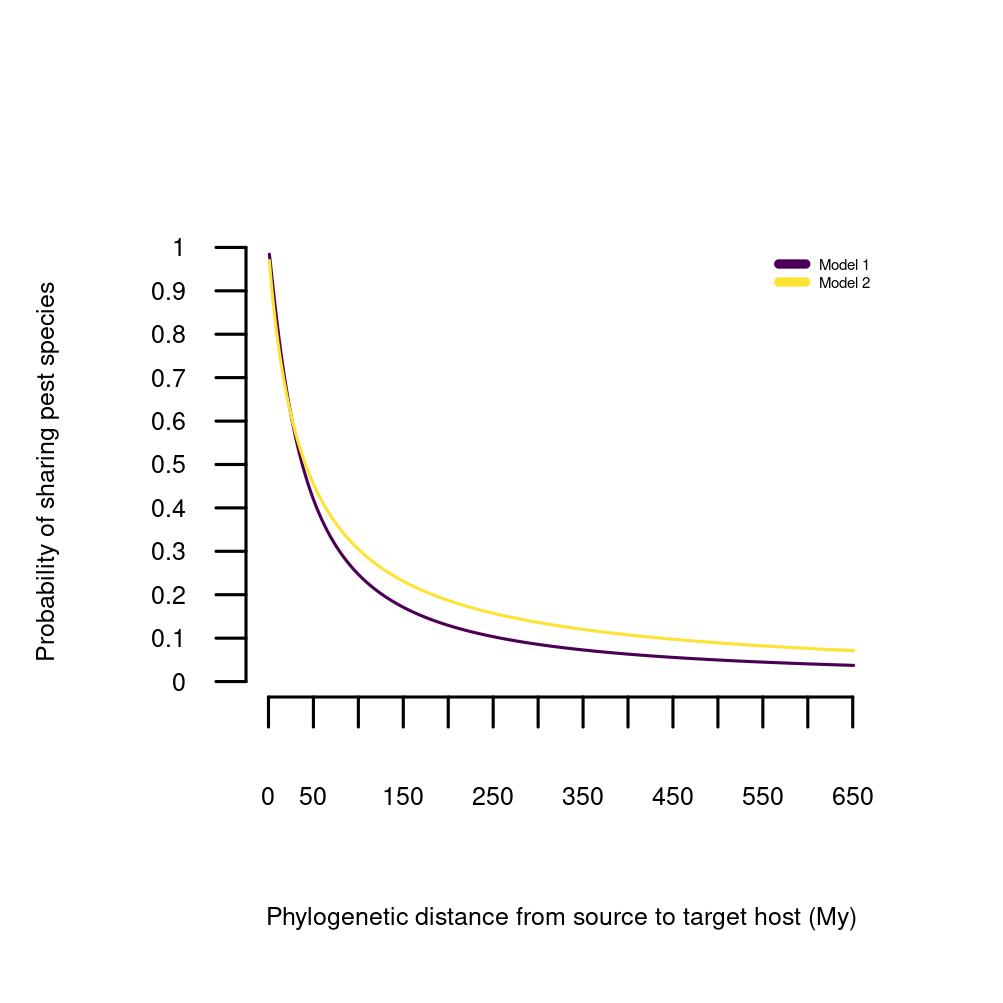 Probability of sharing pest species
1
0.9
0.8
0.7
0.6
0.5
0.4
0.3
0.2
0.1
0
Model 1
Model 2
0 50 150 250 350 450 550 650
Phylogenetic distance from source to target host (My)